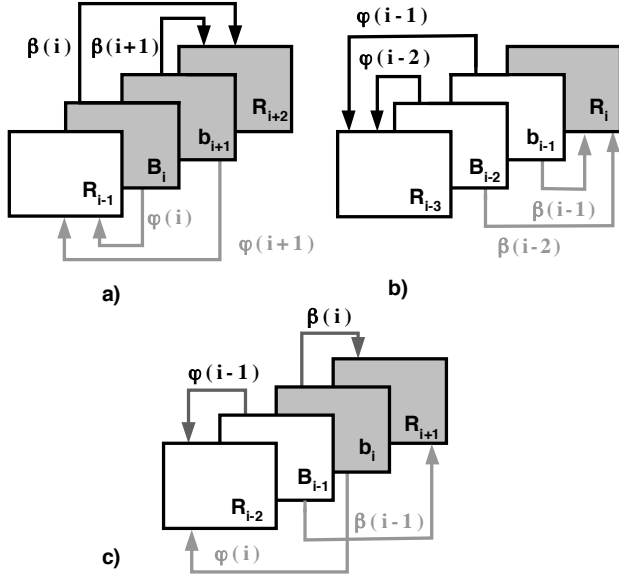 β(i) β(i+1)
R_{i+2}
b_{i+1}
B_i
R_{i-1}
φ(i)
φ(i+1)
a)
φ(i-1)
φ(i-2)
R_i
b_{i-1}
B_{i-2}
R_{i-3}
β(i-1)
β(i-2)
b)
β(i)
φ(i-1)
R_{i+1}
b_i
B_{i-1}
R_{i-2}
β(i-1)
φ(i)
c)